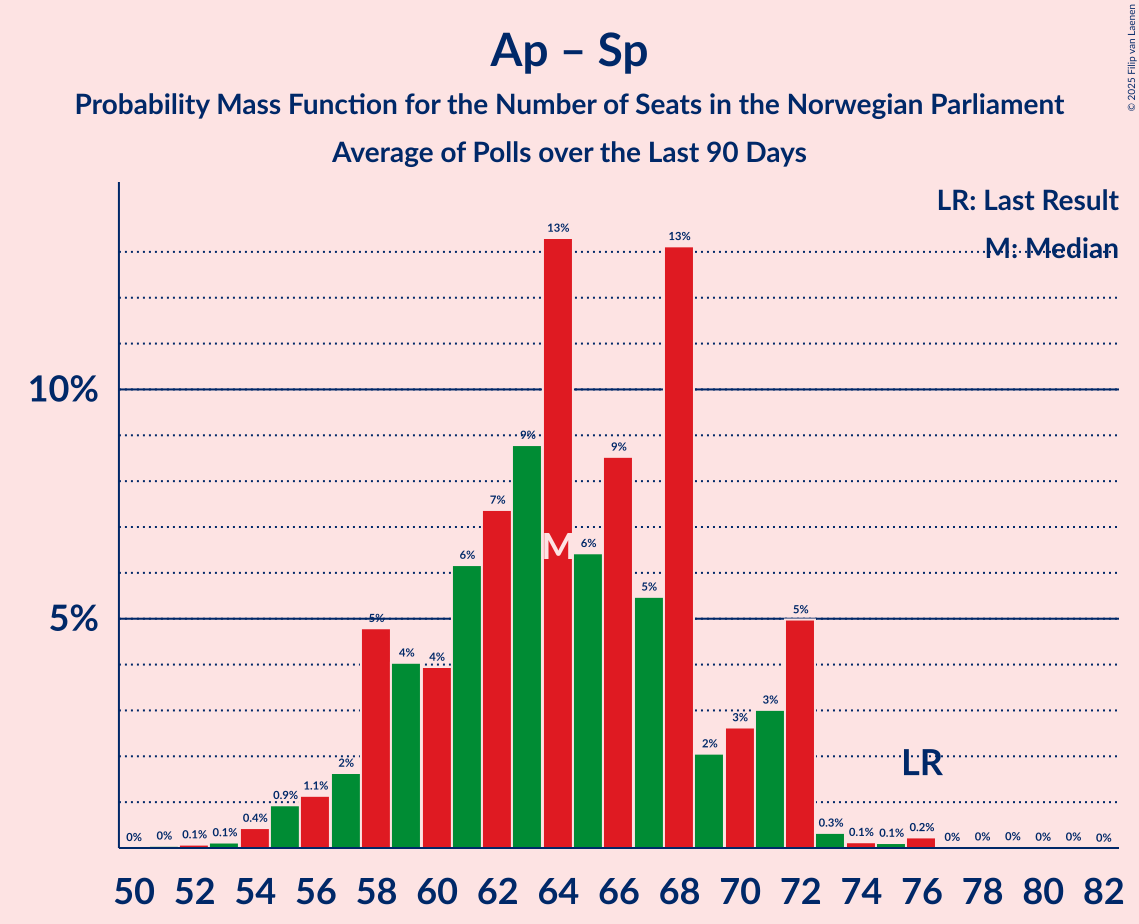 Ap – Sp
Probability Mass Function for the Number of Seats in the Norwegian Parliament
Average of Polls over the Last 90 Days
© 2025 Filip van Laenen
LR: Last Result
M: Median
10%
5%
0% 0% 0.1% 0.1% 0.4% 0.9% 1.1% 2% 5% 4% 4% 6% 7% 9% 13% 6% 9% 5% 13% 2% 3% 3% 5% 0.3% 0.1% 0.1% 0.2% 0% 0% 0% 0% 0% 0%
M
LR
50 52 54 56 58 60 62 64 66 68 70 72 74 76 78 80 82